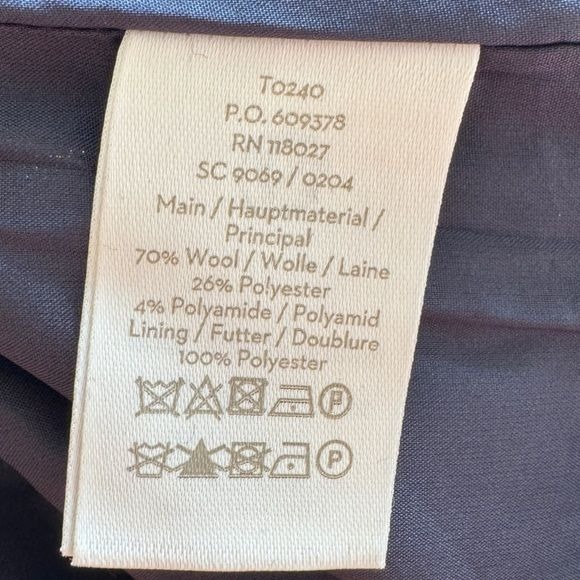 T0240
P.O. 609378
RN 118027
SC 9069 / 0204
Main / Hauptmaterial /
Principal
70% Wool / Wolle / Laine
26% Polyester
4% Polyamide / Polyamid
Lining / Futter / Doublure
100% Polyester
P
P